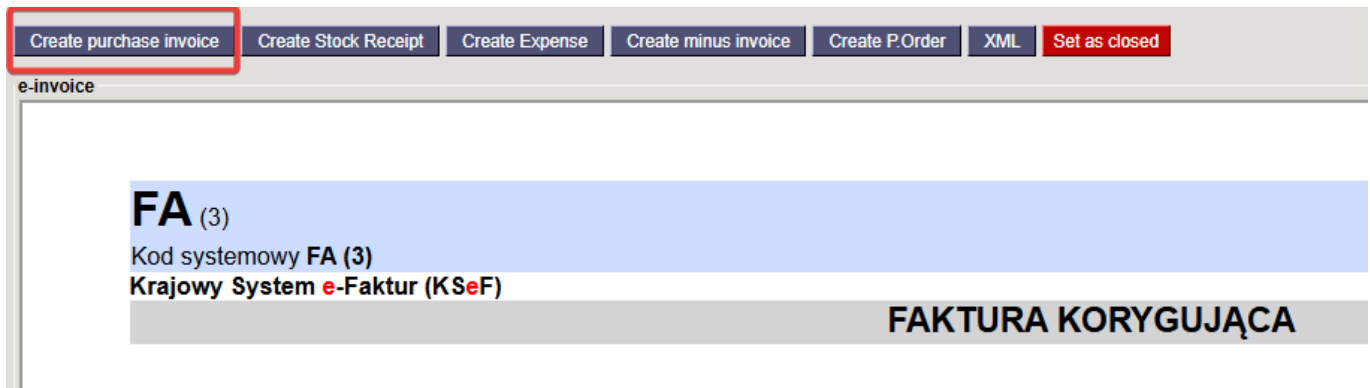 Create purchase invoice Create Stock Receipt Create Expense Create minus invoice Create P.Order XML Set as closed
e-invoice
FA (3)
Kod systemowy FA (3)
Krajowy System e-Faktur (KSeF)
FAKTURA KORYGUJĄCA